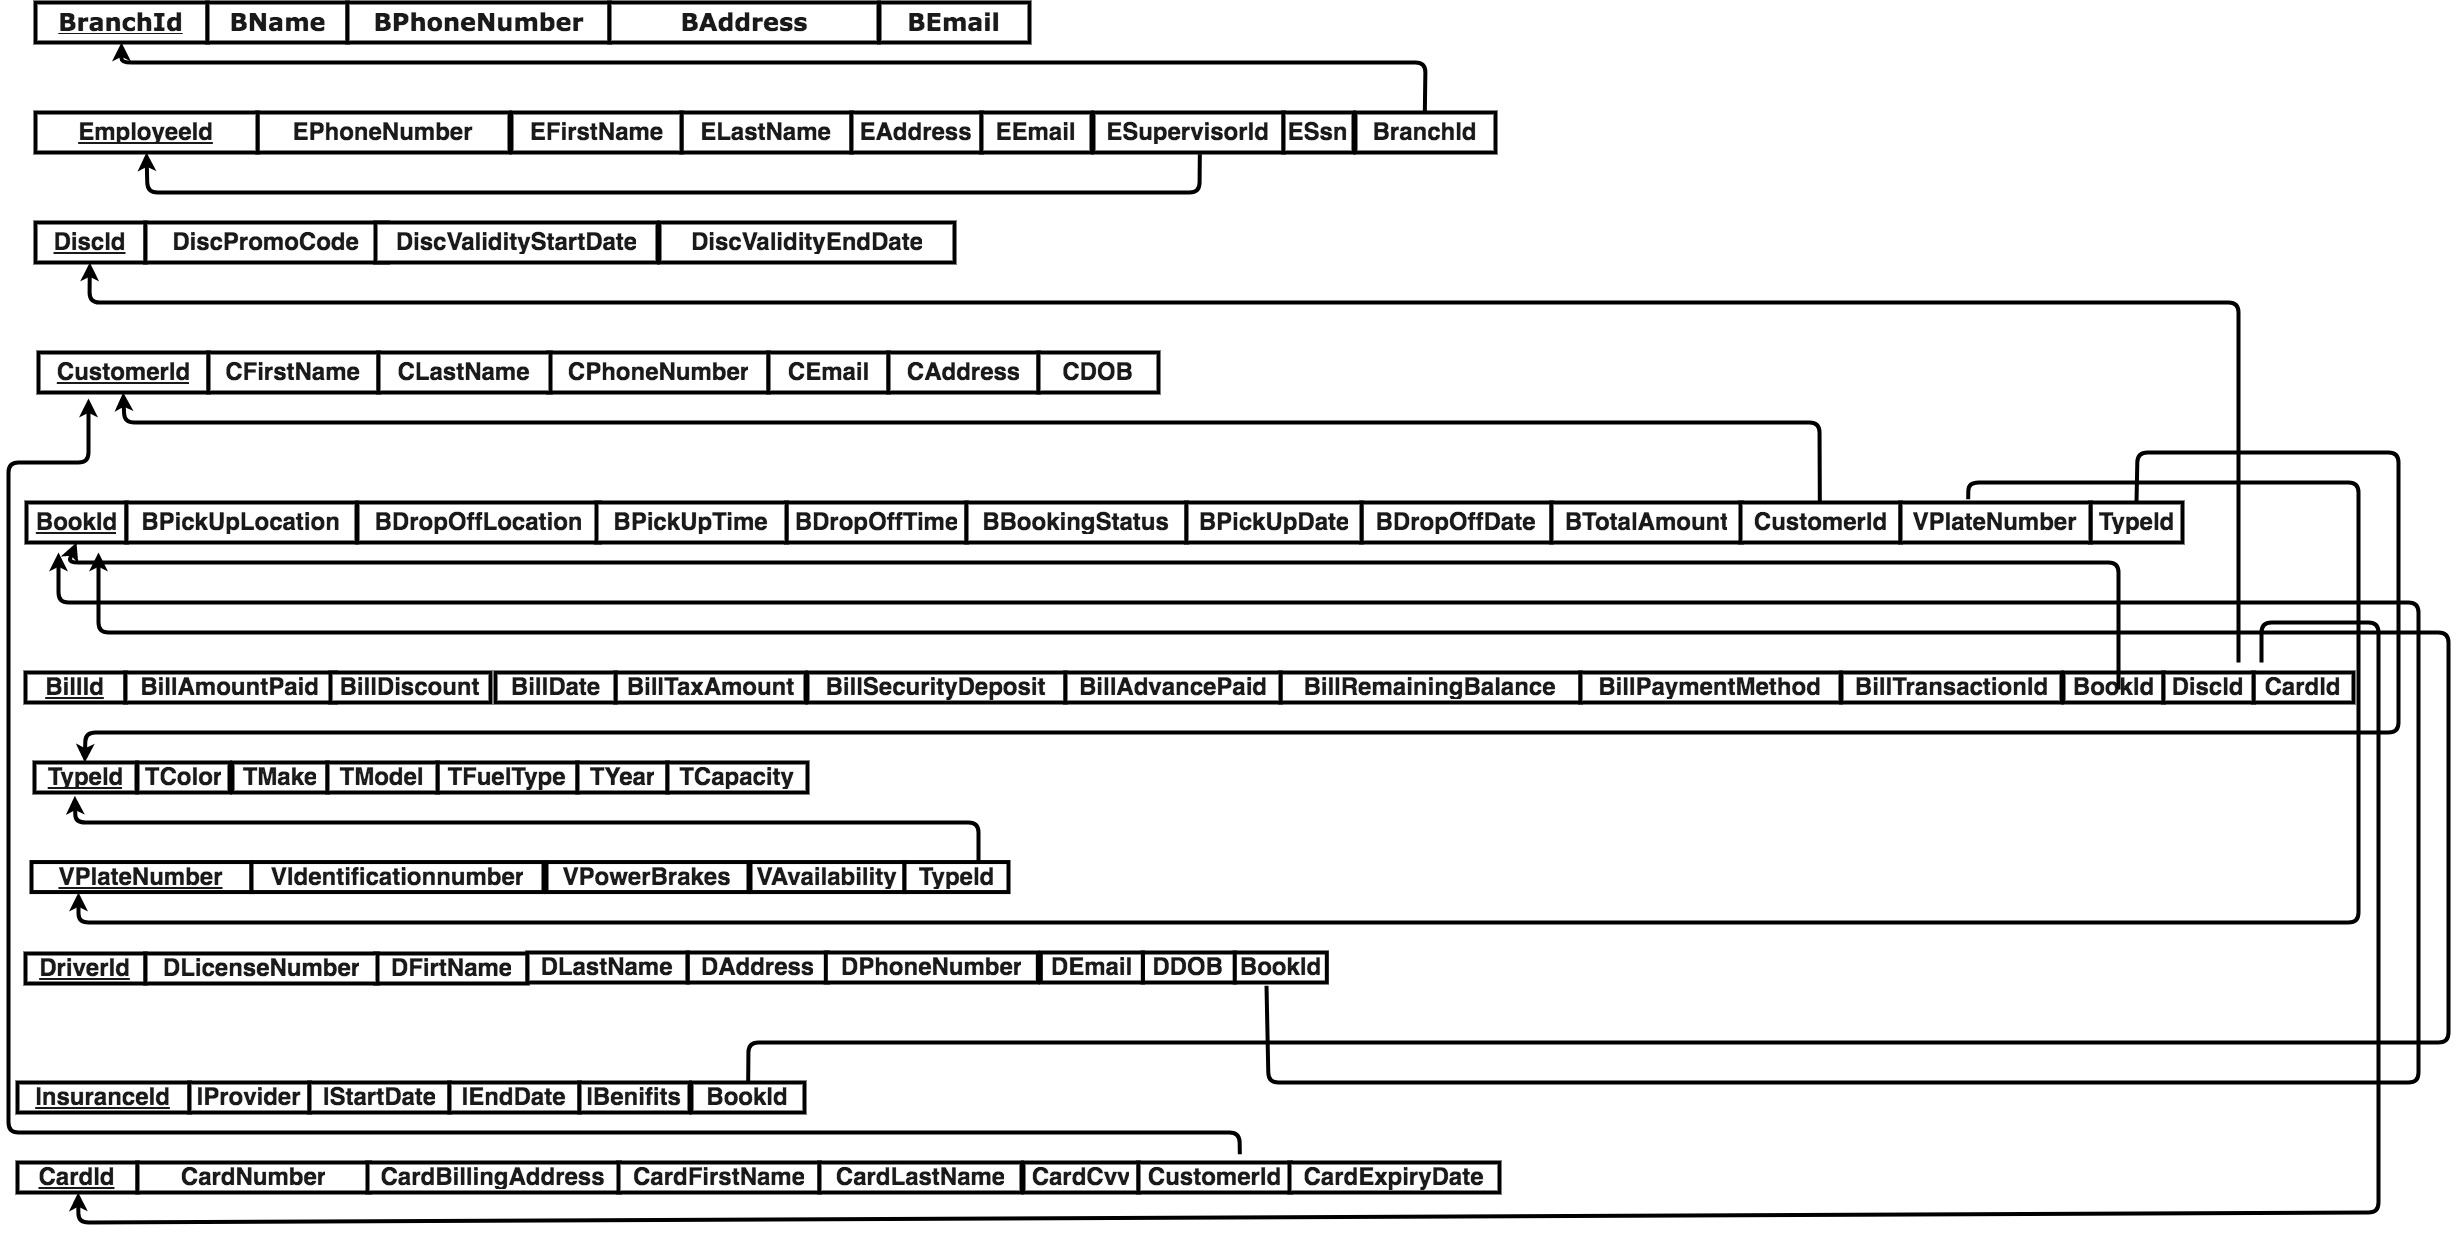 BranchId BName BPhoneNumber BAddress BEmail
EmployeeId EPhoneNumber EFirstName ELastName EAddress EEmail ESupervisorId ESsn BranchId
DiscId DiscPromoCode DiscValidityStartDate DiscValidityEndDate
CustomerId CFirstName CLastName CPhoneNumber CEmail CAddress CDOB
BookId BPickUpLocation BDropOffLocation BPickUpTime BDropOffTime BBookingStatus BPickUpDate BDropOffDate BTotalAmount CustomerId VPlateNumber TypeId
BillId BillAmountPaid BillDiscount BillDate BillTaxAmount BillSecurityDeposit BillAdvancePaid BillRemainingBalance BillPaymentMethod BillTransactionId BookId DiscId CardId
TypeId TColor TMake TModel TFuelType TYear TCapacity
VPlateNumber VIdentificationnumber VPowerBrakes VAvailability TypeId
DriverId DLicenseNumber DFirtName DLastName DAddress DPhoneNumber DEmail DDOB BookId
InsuranceId IProvider IStartDate IEndDate IBenifits BookId
CardId CardNumber CardBillingAddress CardFirstName CardLastName CardCvv CustomerId CardExpiryDate